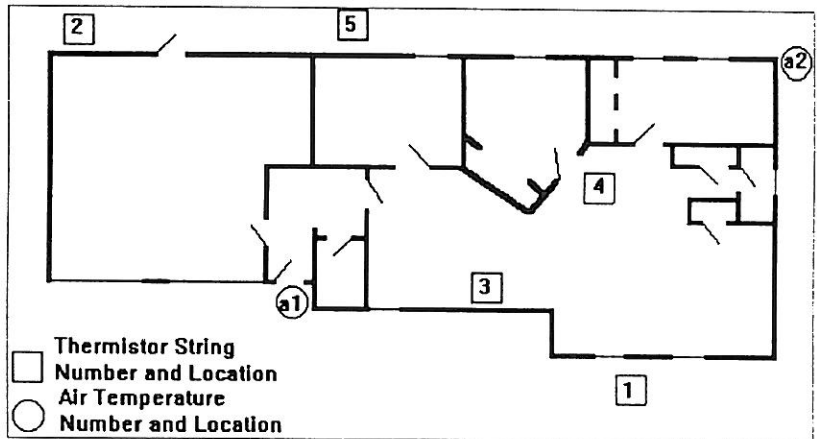 2
5
a2
4
3
a1
1
Thermistor String
Number and Location
Air Temperature
Number and Location